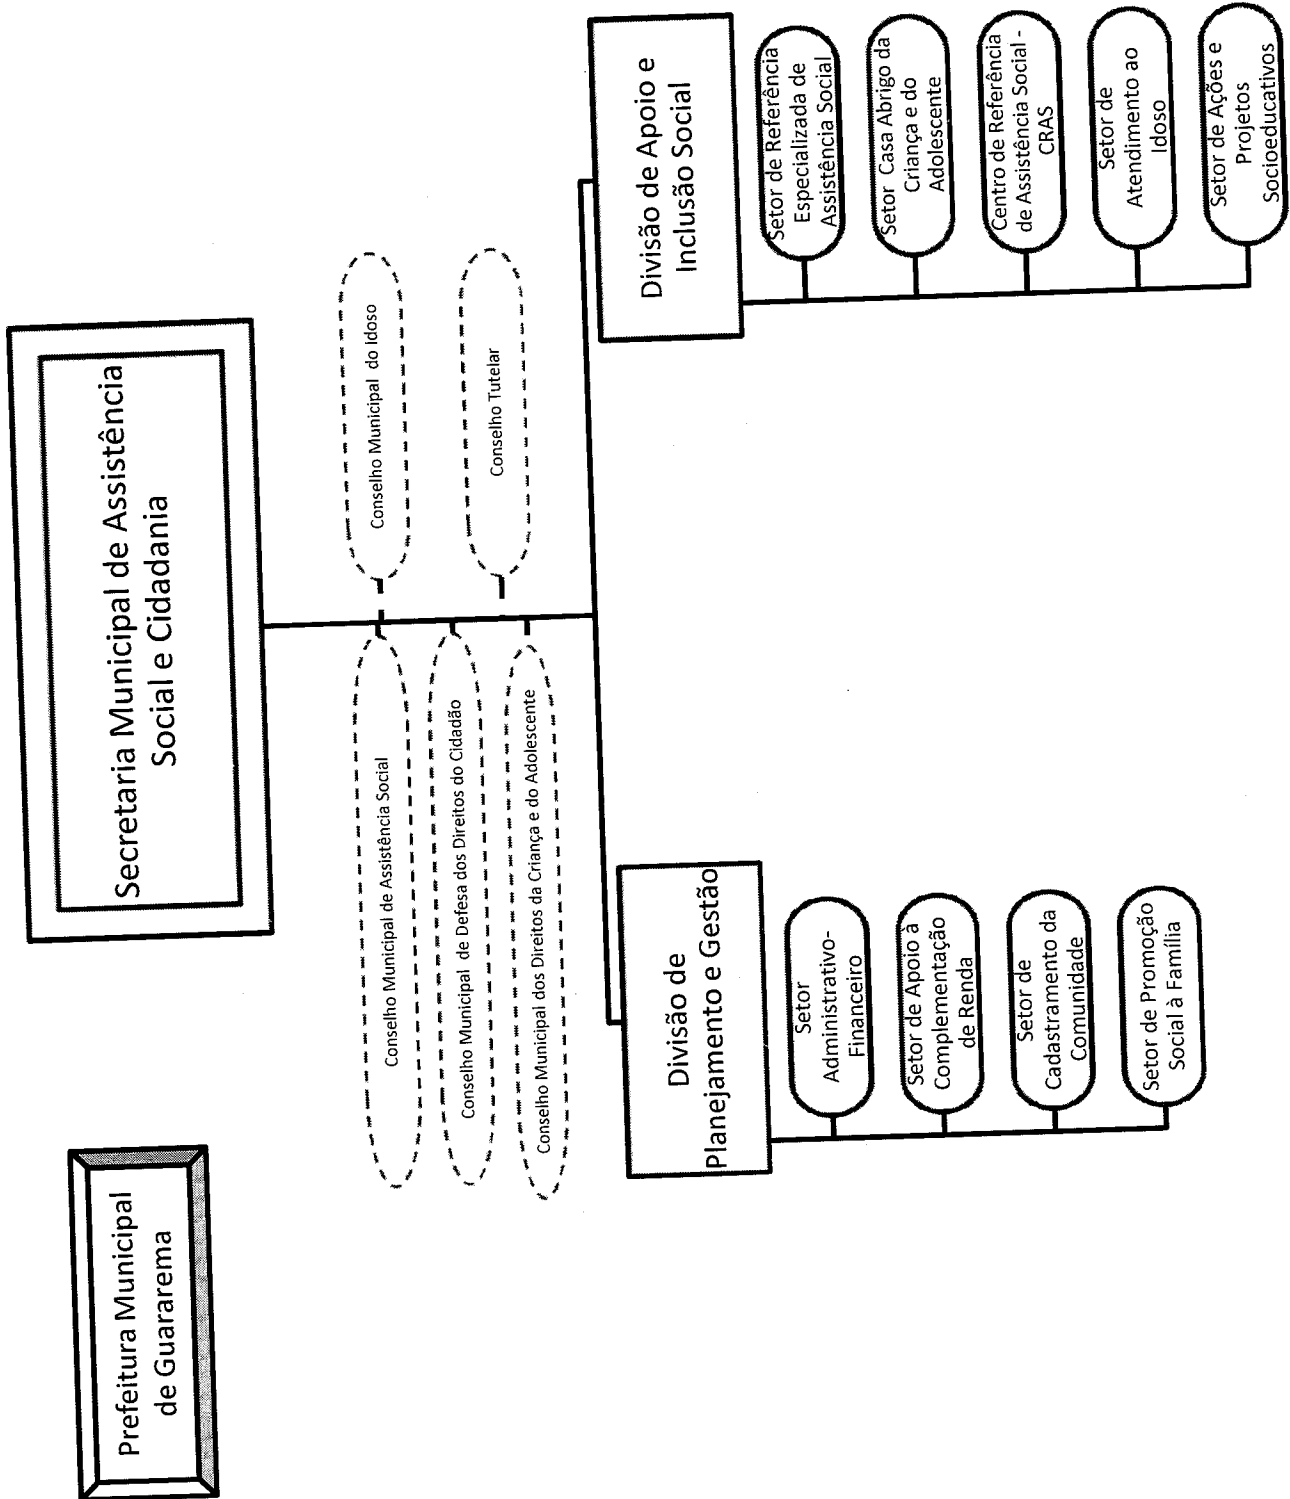 Prefeitura Municipal
de Guararema
Secretaria Municipal de Assistência
Social e Cidadania
Conselho Municipal de Assistência Social
Conselho Municipal do Idoso
Conselho Municipal de Defesa dos Direitos do Cidadão
Conselho Tutelar
Conselho Municipal dos Direitos da Criança e do Adolescente
Divisão de
Planejamento e Gestão
Setor
Administrativo-
Financeiro
Setor de Apoio à
Complementação
de Renda
Setor de
Cadastramento da
Comunidade
Setor de Promoção
Social à Família
Divisão de Apoio e
Inclusão Social
Setor de Referência
Especializada de
Assistência Social
Setor Casa Abrigo da
Criança e do
Adolescente
Centro de Referência
de Assistência Social -
CRAS
Setor de
Atendimento ao
Idoso
Setor de Ações e
Projetos
Socioeducativos